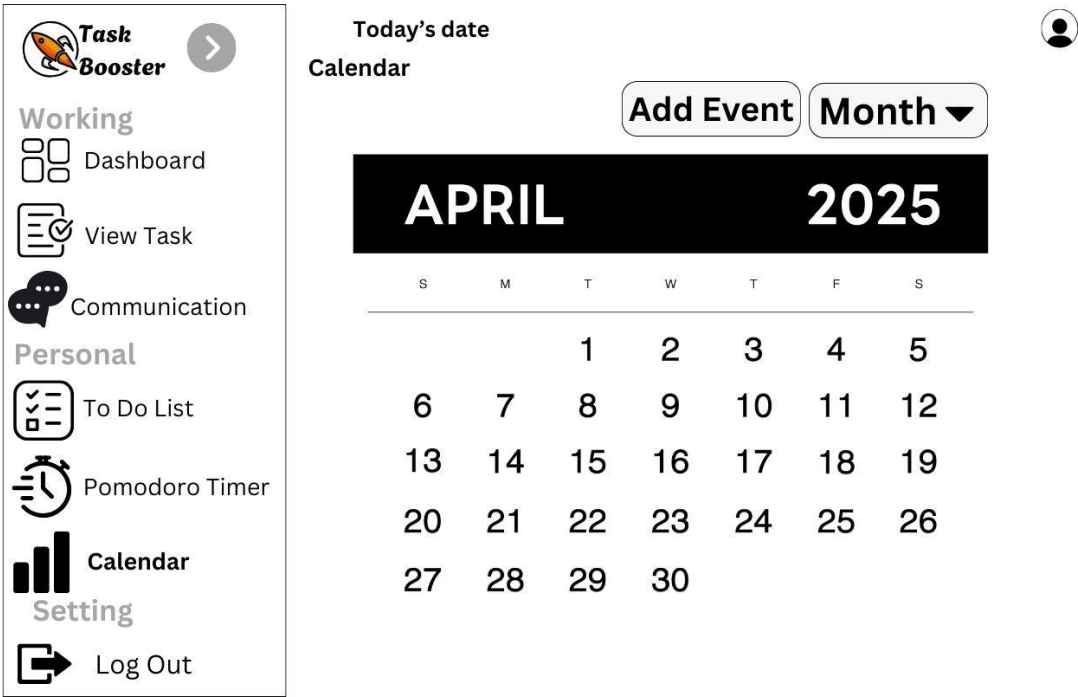 Task
Booster
Working
Dashboard
View Task
Communication
Personal
To Do List
Pomodoro Timer
Calendar
Setting
Log Out
Today’s date
Calendar
Add Event
Month
APRIL 2025
S M T W T F S
1 2 3 4 5
6 7 8 9 10 11 12
13 14 15 16 17 18 19
20 21 22 23 24 25 26
27 28 29 30